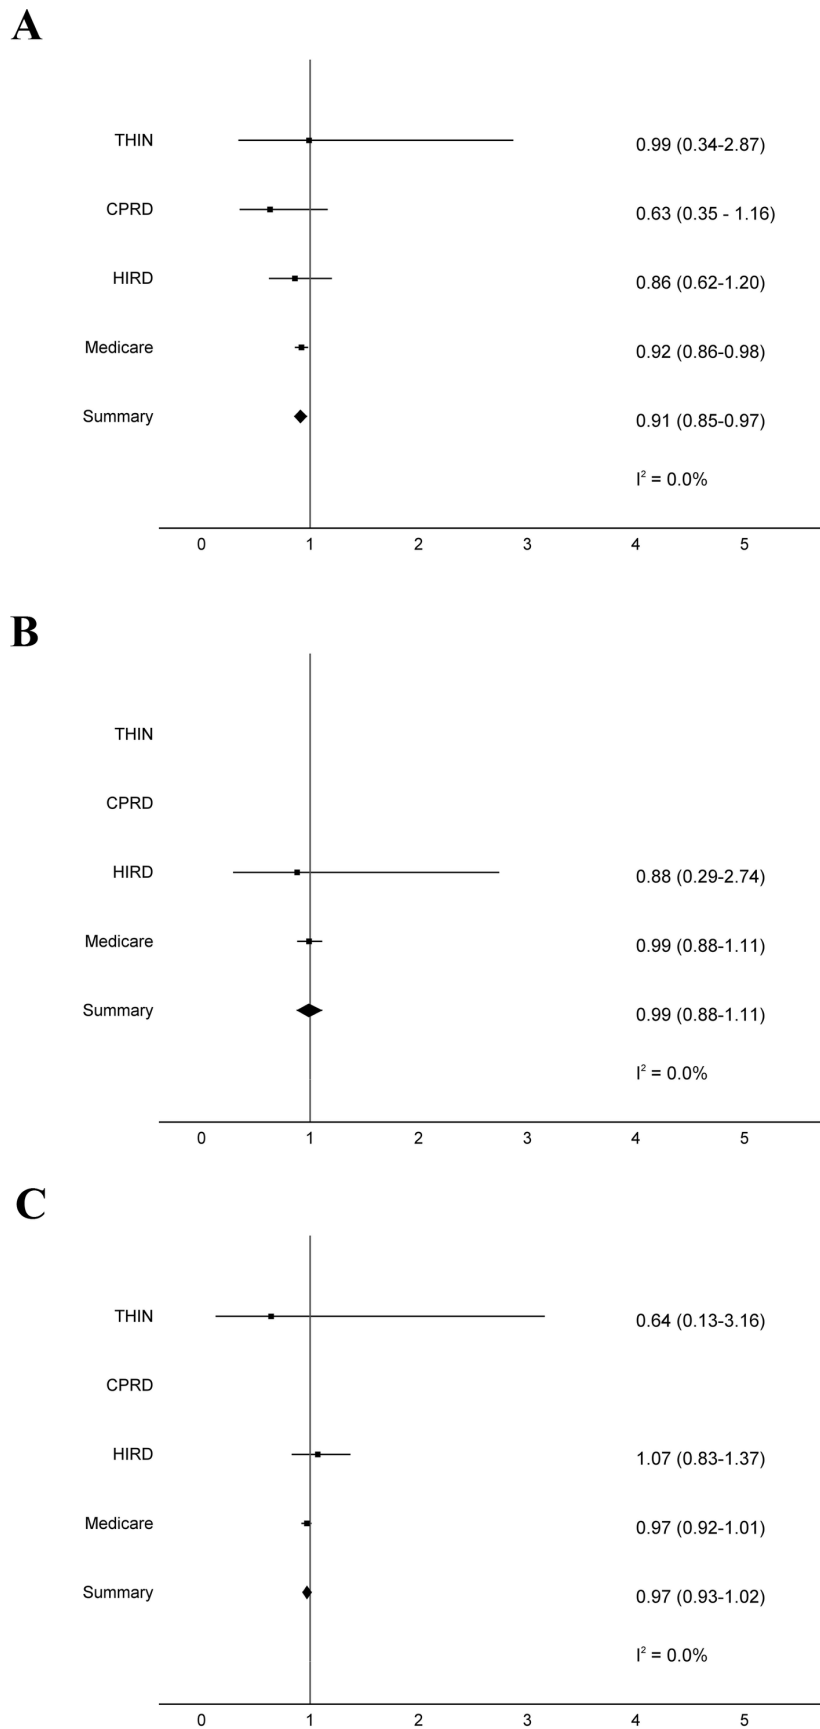 A
THIN 0.99 (0.34-2.87)
CPRD 0.63 (0.35 - 1.16)
HIRD 0.86 (0.62-1.20)
Medicare 0.92 (0.86-0.98)
Summary 0.91 (0.85-0.97)
I² = 0.0%
0 1 2 3 4 5
B
THIN
CPRD
HIRD 0.88 (0.29-2.74)
Medicare 0.99 (0.88-1.11)
Summary 0.99 (0.88-1.11)
I² = 0.0%
0 1 2 3 4 5
C
THIN 0.64 (0.13-3.16)
CPRD
HIRD 1.07 (0.83-1.37)
Medicare 0.97 (0.92-1.01)
Summary 0.97 (0.93-1.02)
I² = 0.0%
0 1 2 3 4 5